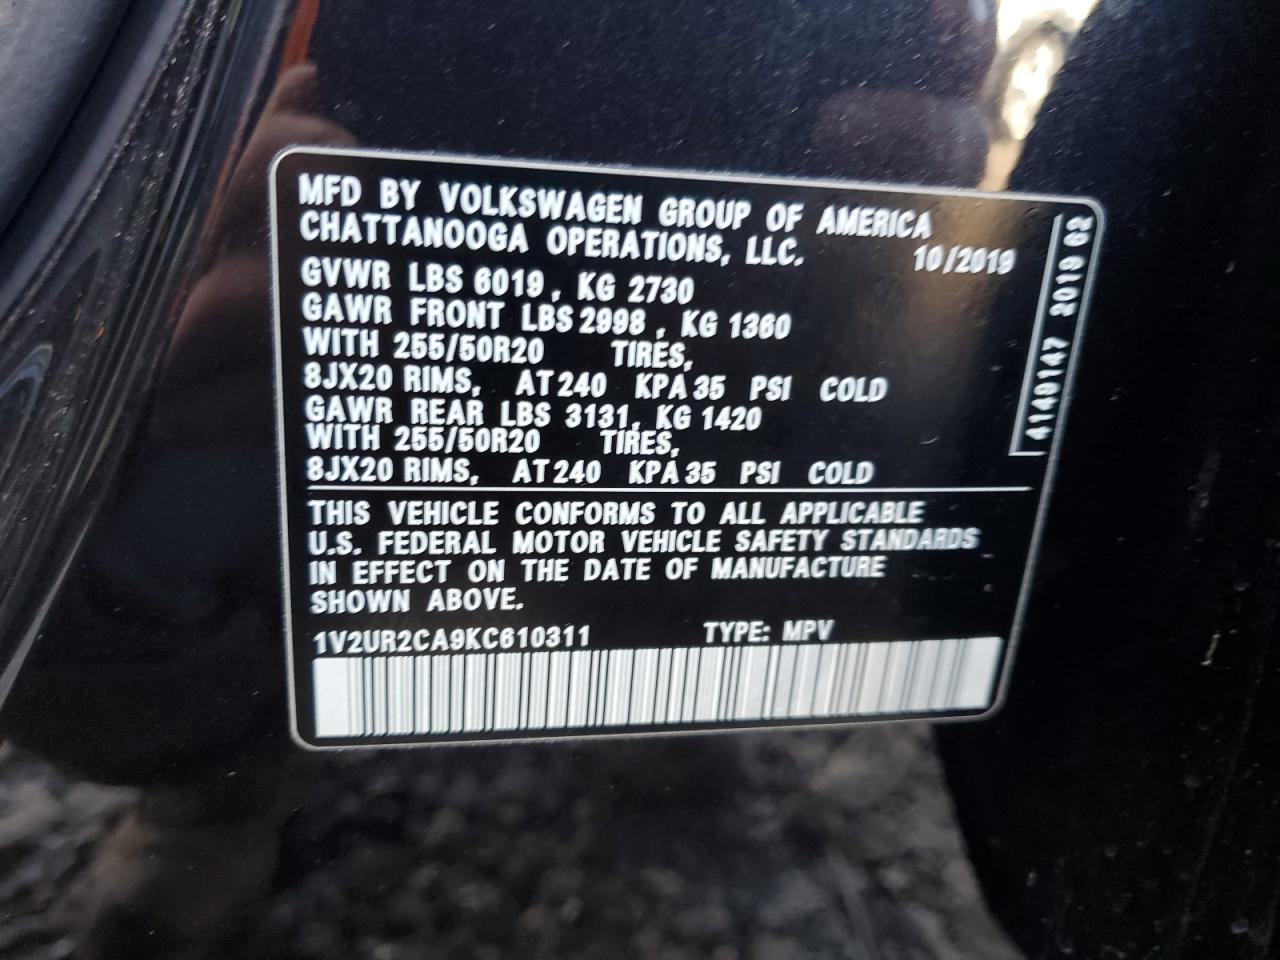 MFD BY VOLKSWAGEN GROUP OF AMERICA
CHATTANOOGA OPERATIONS, LLC. 10/2019
GVWR LBS 6019, KG 2730
GAWR FRONT LBS 2998, KG 1360
WITH 255/50R20 TIRES,
8JX20 RIMS, AT 240 KPA 35 PSI COLD
GAWR REAR LBS 3131, KG 1420
WITH 255/50R20 TIRES,
8JX20 RIMS, AT 240 KPA 35 PSI COLD
THIS VEHICLE CONFORMS TO ALL APPLICABLE
U.S. FEDERAL MOTOR VEHICLE SAFETY STANDARDS
IN EFFECT ON THE DATE OF MANUFACTURE
SHOWN ABOVE.
1V2UR2CA9KC610311 TYPE: MPV
4149147 2019 62